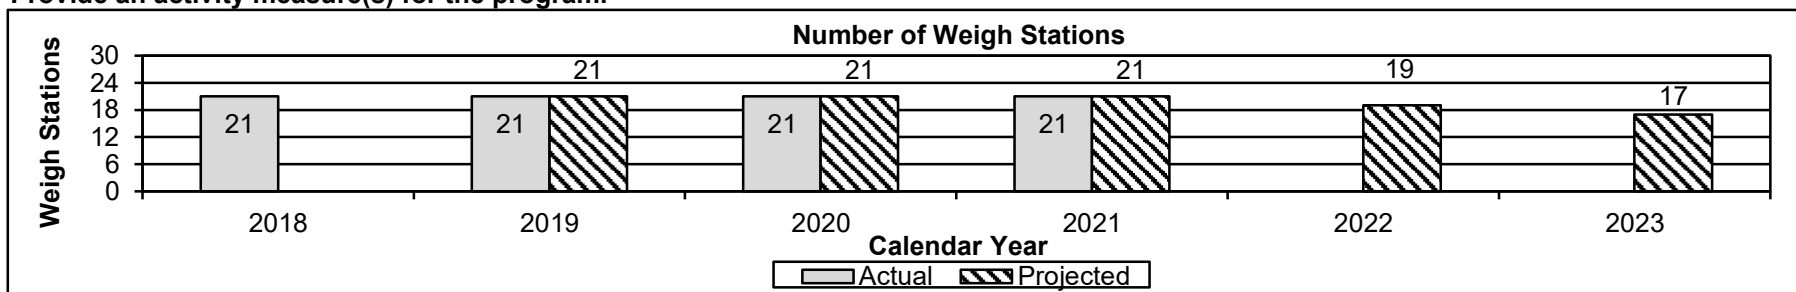 Provide an activity measure(s) for the program.
Number of Weigh Stations
Weigh Stations
30
24
18
12
6
0
21 21 21 19 17
21 21 21 21
2018 2019 2020 2021 2022 2023
Calendar Year
Actual Projected